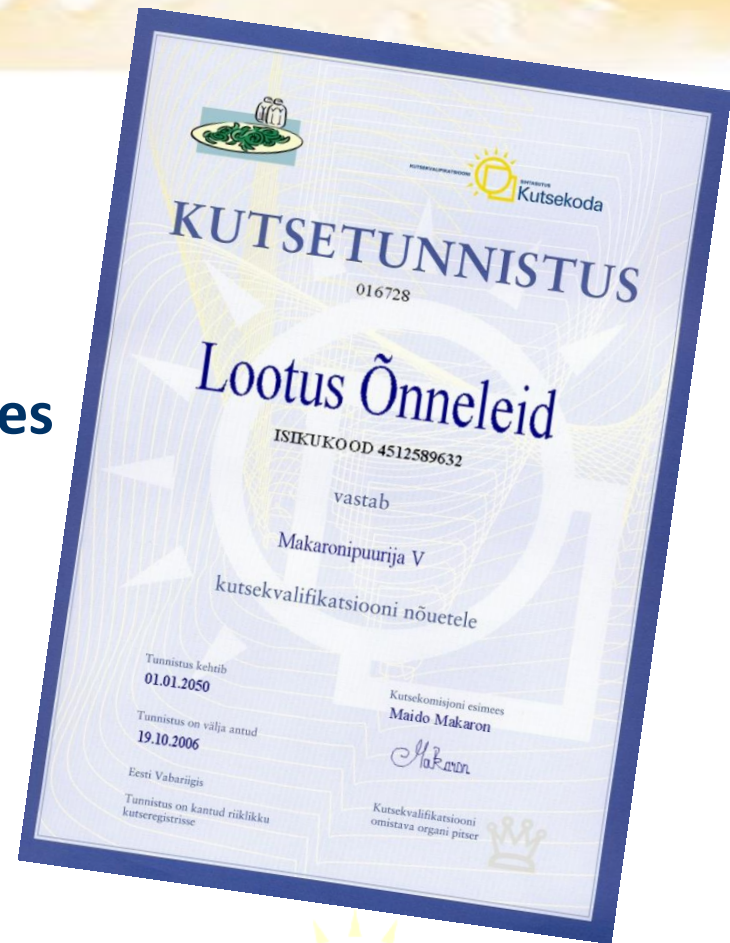 es
KUTSEKVALIFIKATSIOONI
SIHTASUTUS
Kutsekoda
KUTSETUNNISTUS
016728
Lootus Õnneleid
ISIKUKOOD 4512589632
vastab
Makaronipuurija V
kutsekvalifikatsiooni nõuetele
Tunnistus kehtib
01.01.2050
Tunnistus on välja antud
19.10.2006
Eesti Vabariigis
Tunnistus on kantud riiklikku
kutseregistrisse
Kutsekomisjoni esimees
Maido Makaron
Makaron
Kutsekvalifikatsiooni
omistava organi pitser